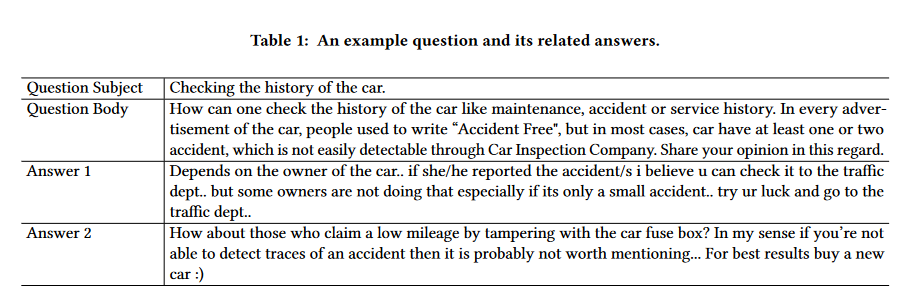 Table 1: An example question and its related answers.
Question Subject Checking the history of the car.
Question Body How can one check the history of the car like maintenance, accident or service history. In every adver-
tisement of the car, people used to write “Accident Free", but in most cases, car have at least one or two
accident, which is not easily detectable through Car Inspection Company. Share your opinion in this regard.
Answer 1 Depends on the owner of the car.. if she/he reported the accident/s i believe u can check it to the traffic
dept.. but some owners are not doing that especially if its only a small accident.. try ur luck and go to the
traffic dept..
Answer 2 How about those who claim a low mileage by tampering with the car fuse box? In my sense if you’re not
able to detect traces of an accident then it is probably not worth mentioning... For best results buy a new
car :)